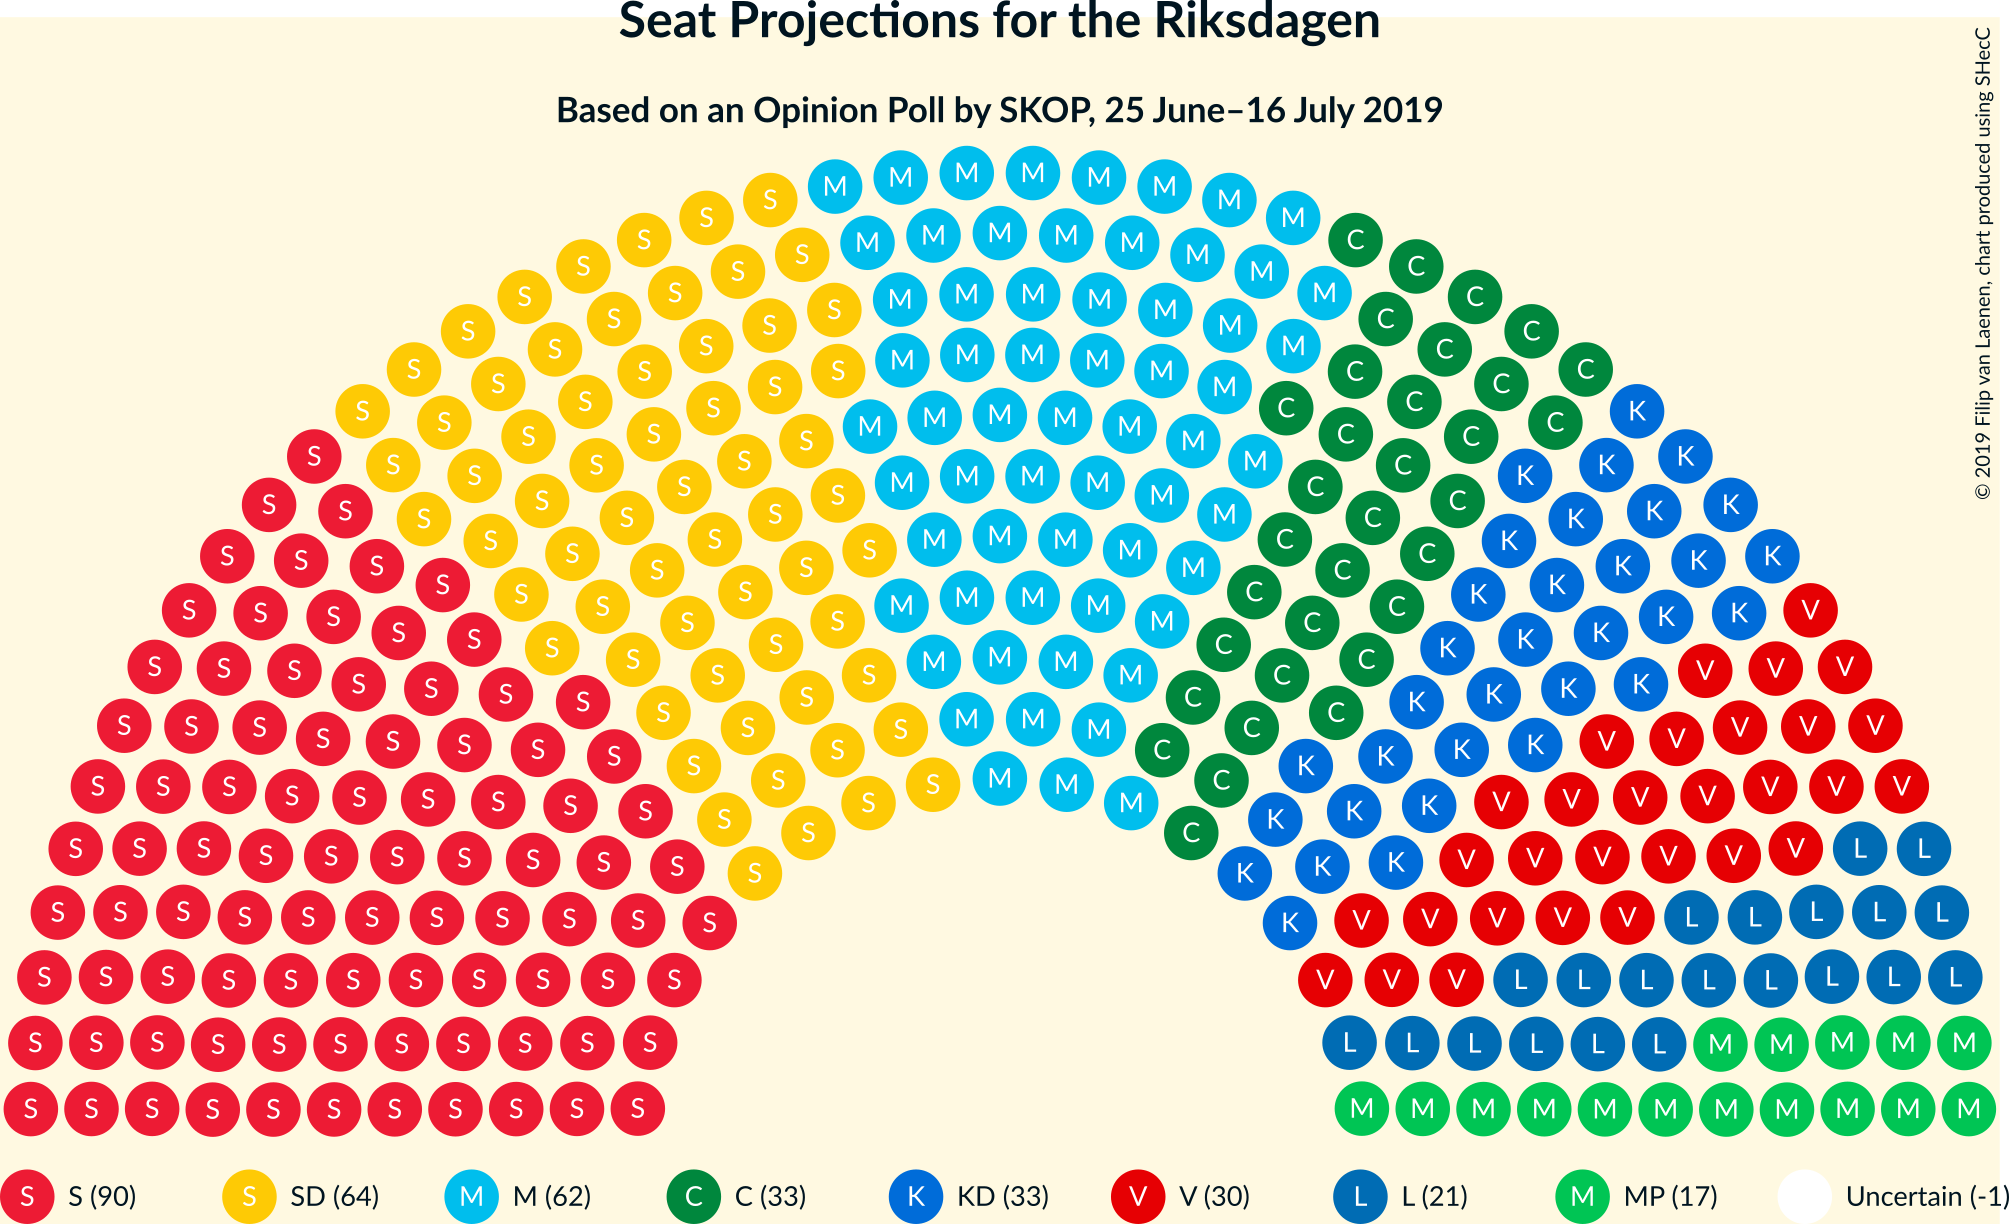 Seat Projections for the Riksdagen
Based on an Opinion Poll by SKOP, 25 June–16 July 2019
© 2019 Filip van Laenen, chart produced using SHecC
S S (90) S SD (64) M M (62) C C (33) K KD (33) V V (30) L L (21) M MP (17) Uncertain (-1)